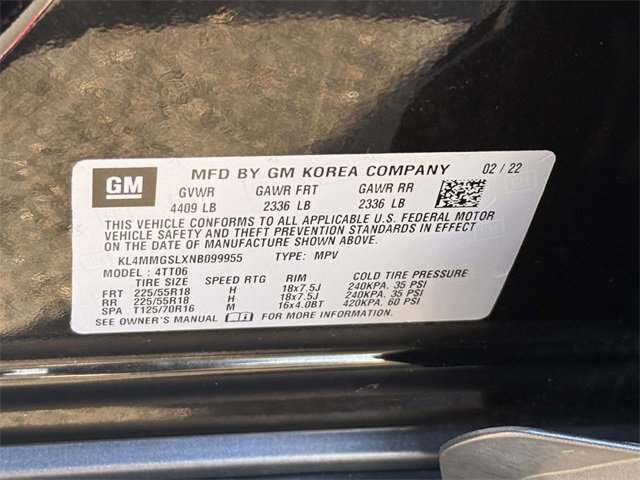 GM MFD BY GM KOREA COMPANY 02 / 22
GVWR GAWR FRT GAWR RR
4409 LB 2336 LB 2336 LB
THIS VEHICLE CONFORMS TO ALL APPLICABLE U.S. FEDERAL MOTOR
VEHICLE SAFETY AND THEFT PREVENTION STANDARDS IN EFFECT
ON THE DATE OF MANUFACTURE SHOWN ABOVE.
KL4MMGSLXNB099955 TYPE: MPV
MODEL : 4TT06
TIRE SIZE SPEED RTG RIM COLD TIRE PRESSURE
FRT 225/55R18 H 18x7.5J 240KPA. 35 PSI
RR 225/55R18 H 18x7.5J 240KPA. 35 PSI
SPA T125/70R16 M 16x4.0BT 420KPA. 60 PSI
SEE OWNER'S MANUAL FOR MORE INFORMATION.